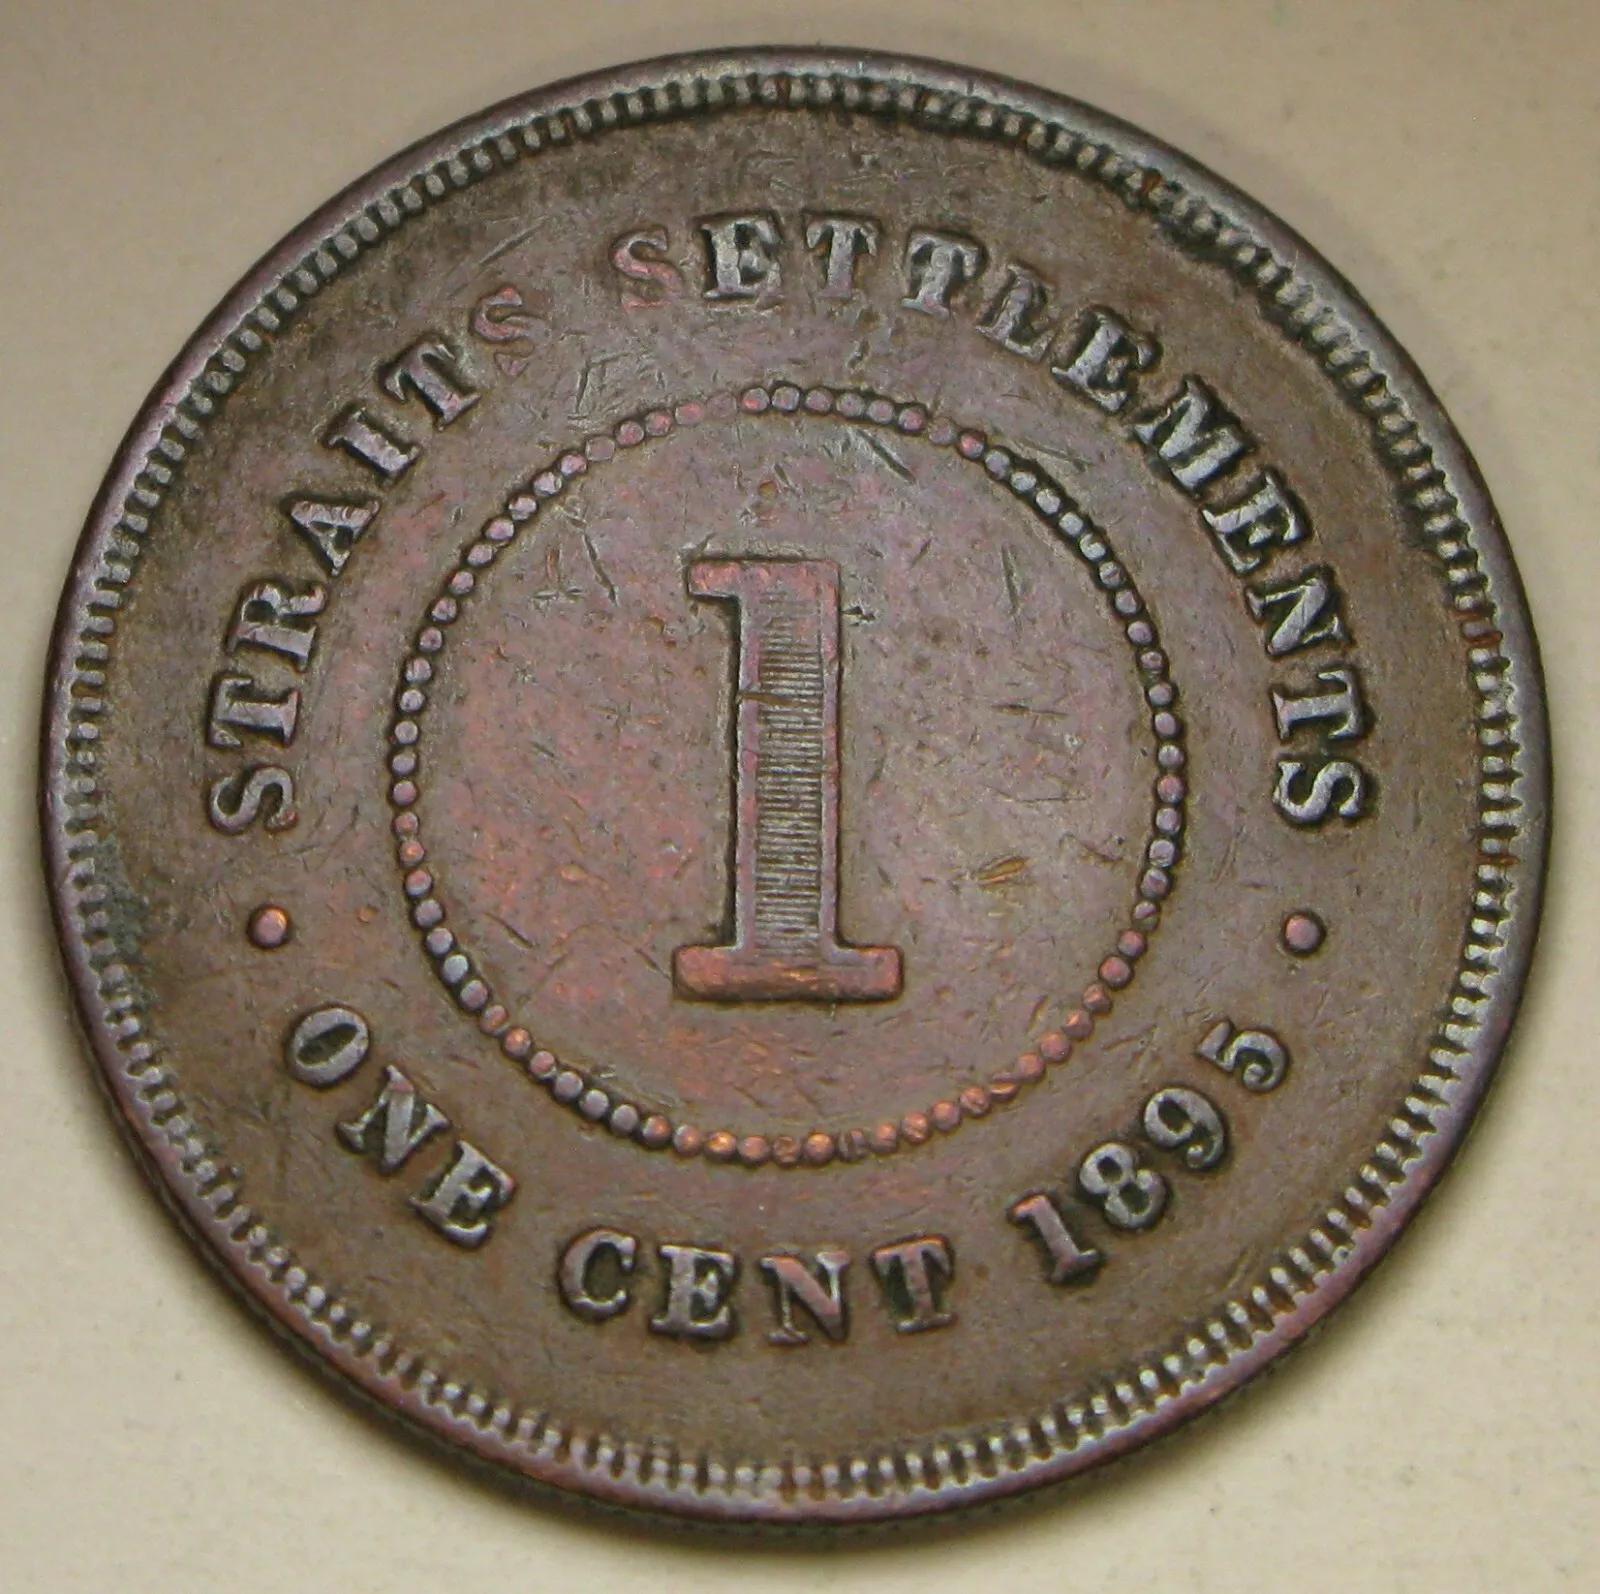 STRAITS SETTLEMENTS
1
• ONE CENT 1895 •